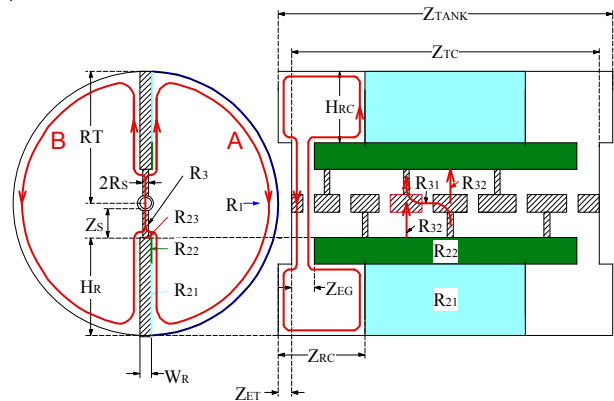 ZTANK
ZTC
HRC
B
A
RT
2RS
R3
R31
R32
R1
ZS
R23
R32
R22
R22
HR
R21
ZEG
R21
ZRC
WR
ZET